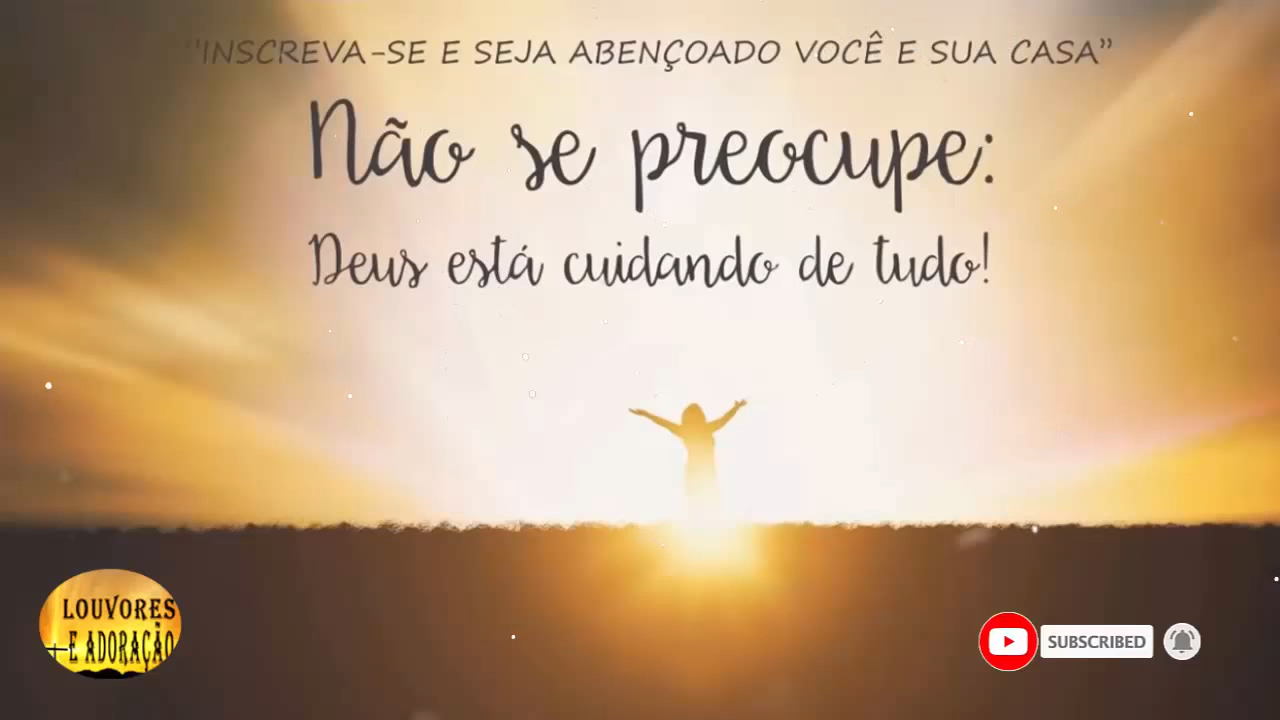 "INSCREVA-SE E SEJA ABENÇOADO VOCÊ E SUA CASA"
Não se preocupe:
Deus está cuidando de tudo!
LOUVORES
E ADORAÇÃO
SUBSCRIBED